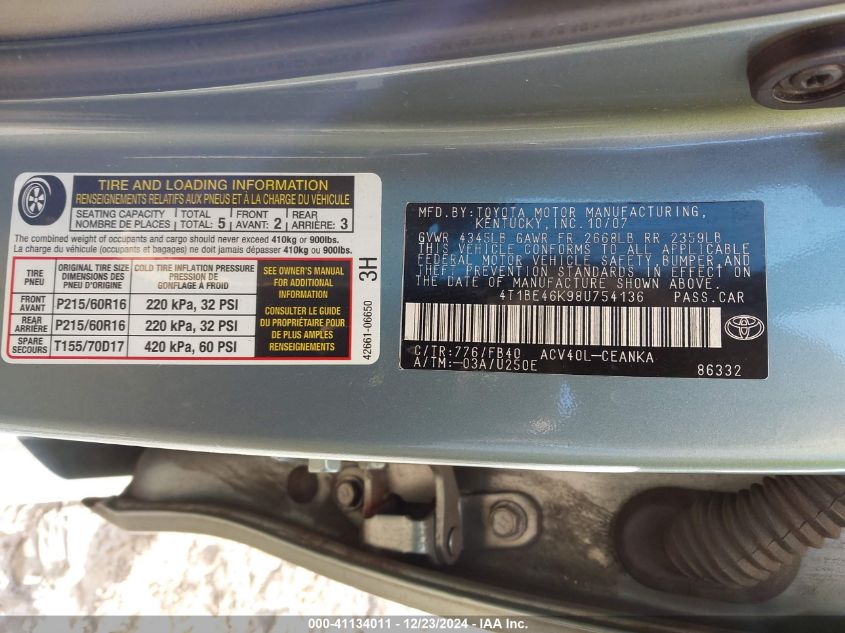 TIRE AND LOADING INFORMATION
RENSEIGNEMENTS RELATIFS AUX PNEUS ET À LA CHARGE DU VÉHICULE
SEATING CAPACITY TOTAL 5 FRONT 2 REAR 3
NOMBRE DE PLACES: TOTAL: AVANT: ARRIÈRE:
The combined weight of occupants and cargo should never exceed 410kg or 900lbs.
La charge du véhicule (occupants et bagages) ne doit jamais dépasser 410kg ou 900lbs.
TIRE
PNEU
ORIGINAL TIRE SIZE
DIMENSIONS DES
PNEU D'ORIGINE
COLD TIRE INFLATION PRESSURE
PRESSION DE
GONFLAGE À FROID
FRONT
AVANT
P215/60R16 220 kPa, 32 PSI
REAR
ARRIÈRE
P215/60R16 220 kPa, 32 PSI
SPARE
SECOURS
T155/70D17 420 kPa, 60 PSI
SEE OWNER'S MANUAL
FOR ADDITIONAL
INFORMATION
CONSULTER LE GUIDE
DU PROPRIÉTAIRE POUR
DE PLUS AMPLES
RENSEIGNEMENTS
3H
42661-06650
MFD.BY:TOYOTA MOTOR MANUFACTURING,
KENTUCKY, INC. 10/07
GVWR 4345LB GAWR FR 2668LB RR 2359LB
THIS VEHICLE CONFORMS TO ALL APPLICABLE
FEDERAL MOTOR VEHICLE SAFETY, BUMPER, AND
THEFT PREVENTION STANDARDS IN EFFECT ON
THE DATE OF MANUFACTURE SHOWN ABOVE.
4T1BE46K98U754136 PASS.CAR
C/TR:776/FB40 ACV40L-CEANKA
A/TM:-03A/U250E
86332
TOYOTA
000-41134011 - 12/23/2024 - IAA Inc.